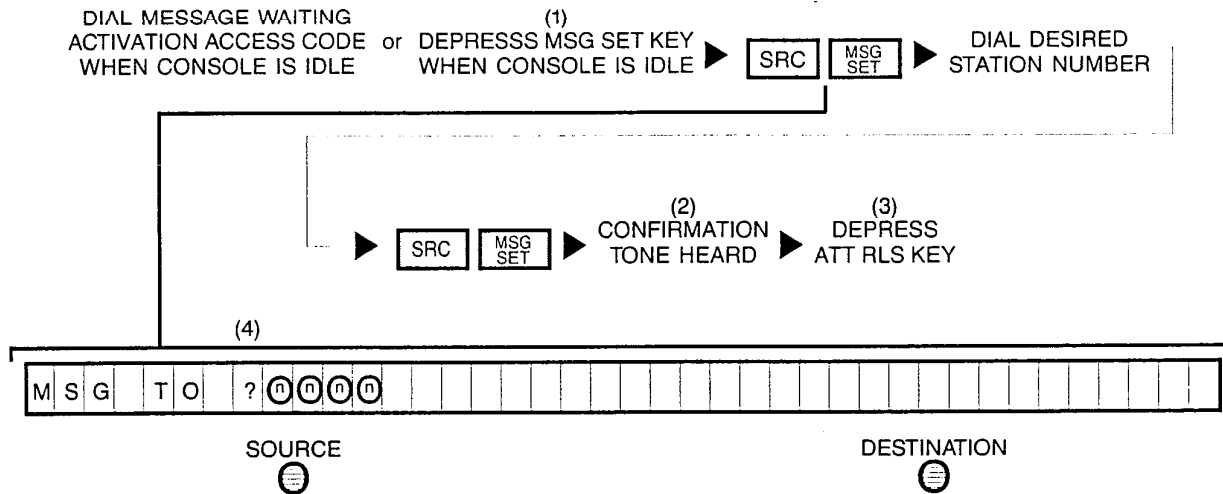 DIAL MESSAGE WAITING
ACTIVATION ACCESS CODE
WHEN CONSOLE IS IDLE
or
(1)
DEPRESSS MSG SET KEY
WHEN CONSOLE IS IDLE
SRC
MSG
SET
DIAL DESIRED
STATION NUMBER
SRC
MSG
SET
(2)
CONFIRMATION
TONE HEARD
(3)
DEPRESS
ATT RLS KEY
(4)
MSG TO ?nnnn
SOURCE
DESTINATION